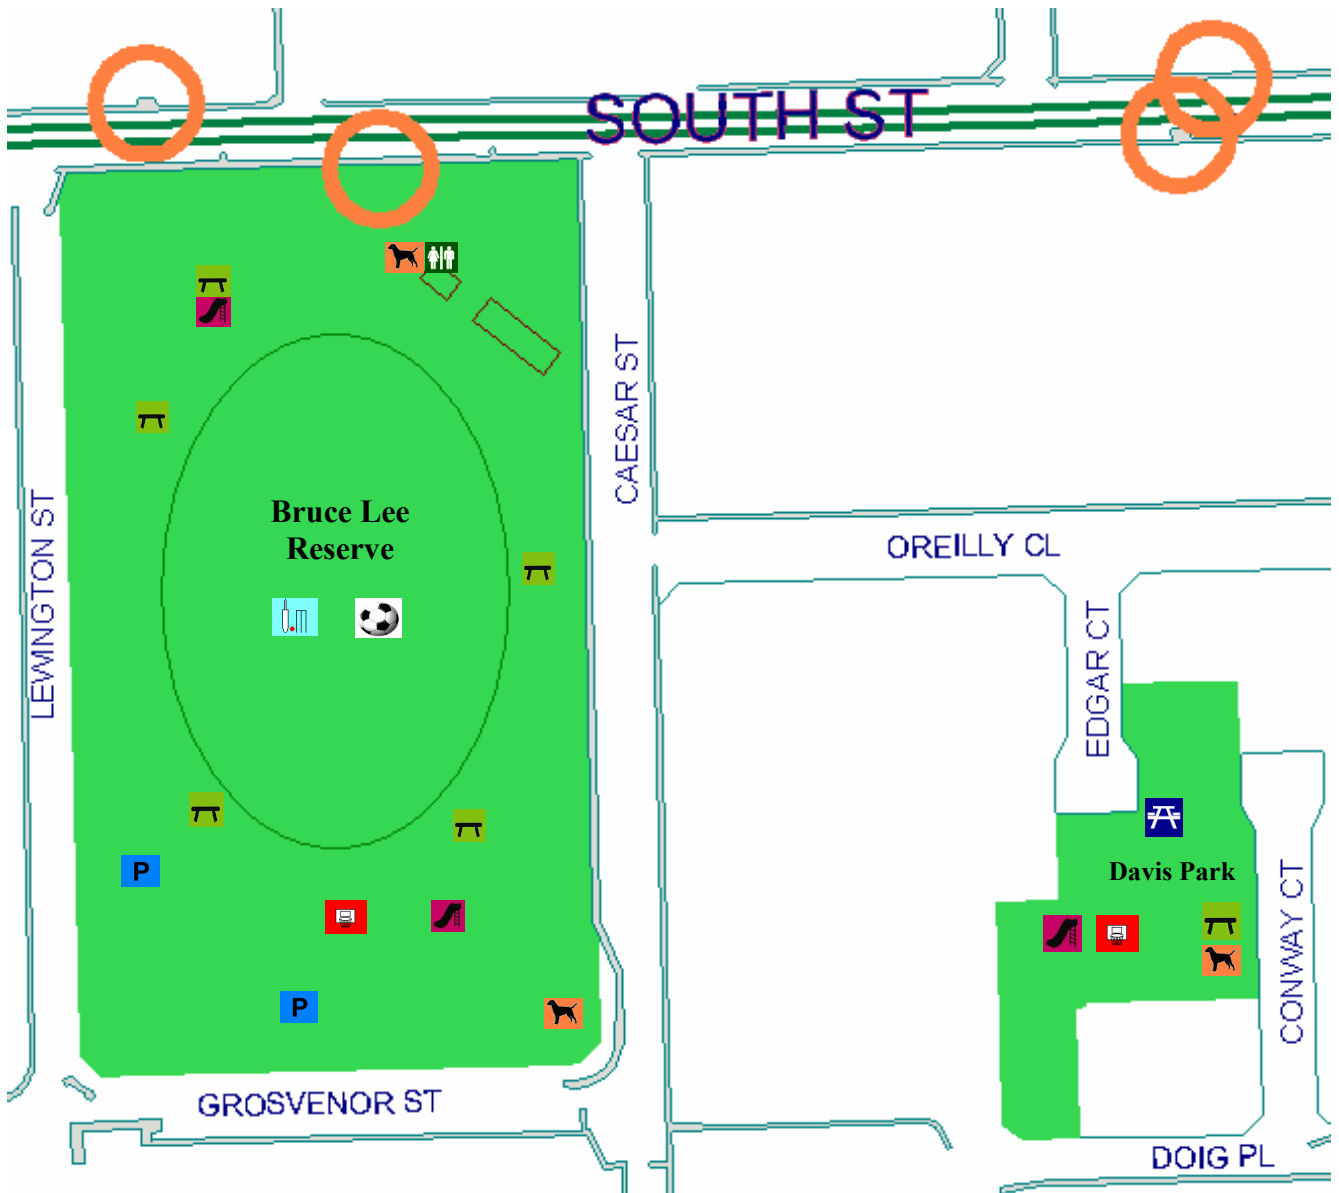 SOUTH ST
CAESAR ST
LEWINGTON ST
Bruce Lee
Reserve
OREILLY CL
EDGAR CT
P
Davis Park
CONWAY CT
P
GROSVENOR ST
DOIG PL